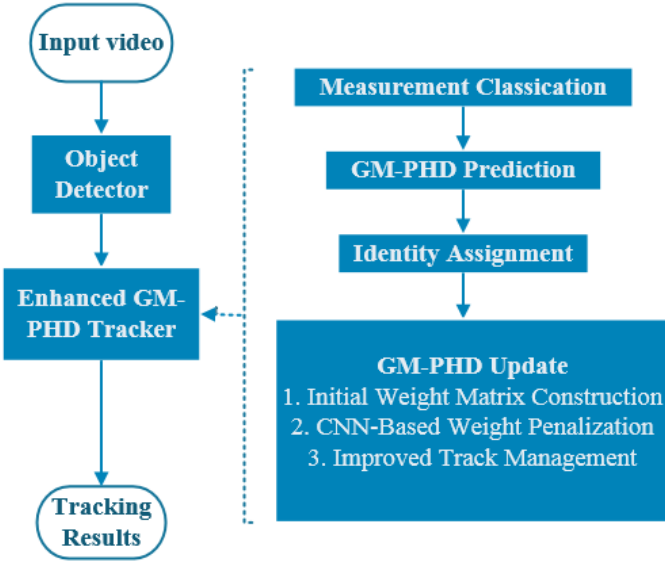 Input video
Object
Detector
Enhanced GM-
PHD Tracker
Tracking
Results
Measurement Classication
GM-PHD Prediction
Identity Assignment
GM-PHD Update
1. Initial Weight Matrix Construction
2. CNN-Based Weight Penalization
3. Improved Track Management